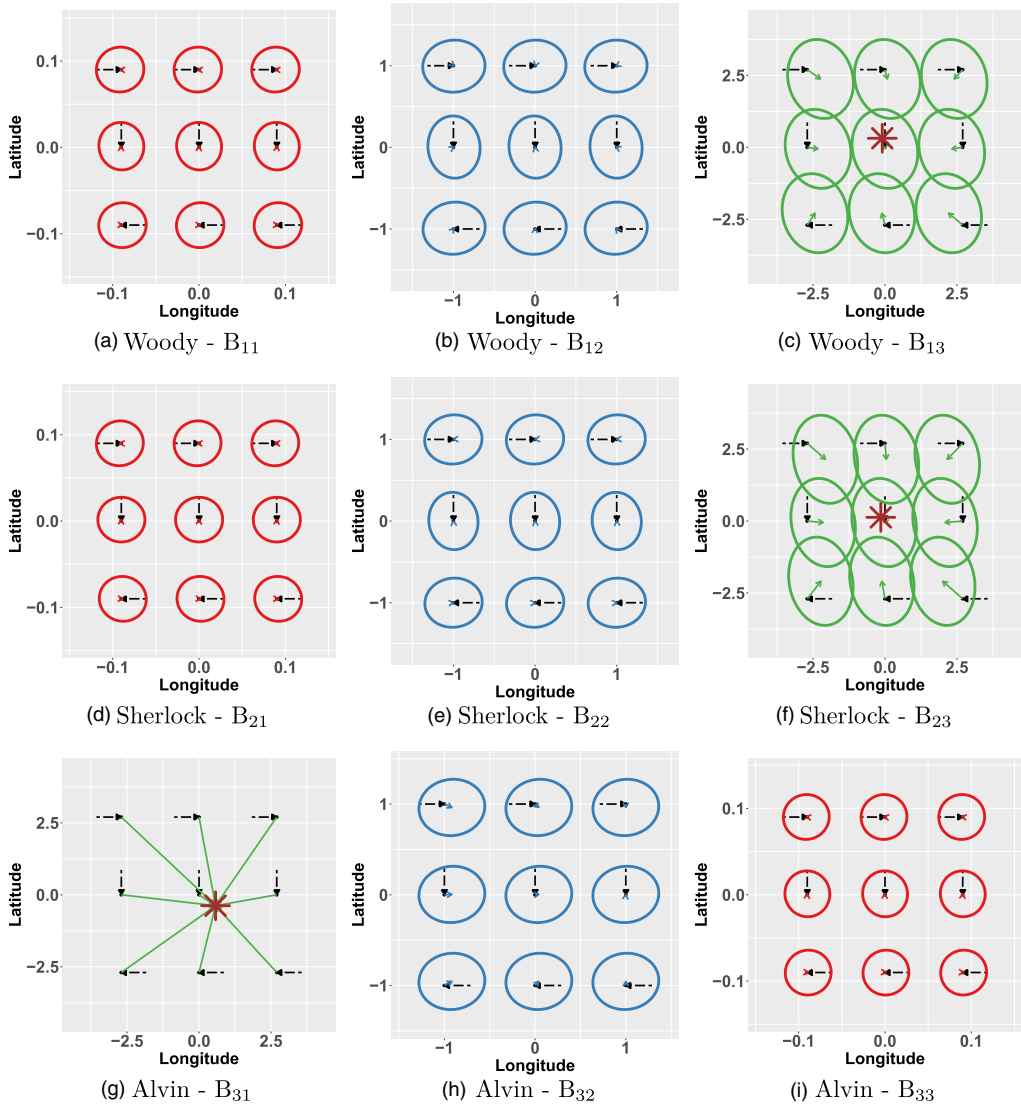 Latitude
0.1
0.0
−0.1
−0.1 0.0 0.1
Longitude
(a) Woody - B11
Latitude
1
0
−1
−1 0 1
Longitude
(b) Woody - B12
Latitude
2.5
0.0
−2.5
−2.5 0.0 2.5
Longitude
(c) Woody - B13
Latitude
0.1
0.0
−0.1
−0.1 0.0 0.1
Longitude
(d) Sherlock - B21
Latitude
1
0
−1
−1 0 1
Longitude
(e) Sherlock - B22
Latitude
2.5
0.0
−2.5
−2.5 0.0 2.5
Longitude
(f) Sherlock - B23
Latitude
2.5
0.0
−2.5
−2.5 0.0 2.5
Longitude
(g) Alvin - B31
Latitude
1
0
−1
−1 0 1
Longitude
(h) Alvin - B32
Latitude
0.1
0.0
−0.1
−0.1 0.0 0.1
Longitude
(i) Alvin - B33